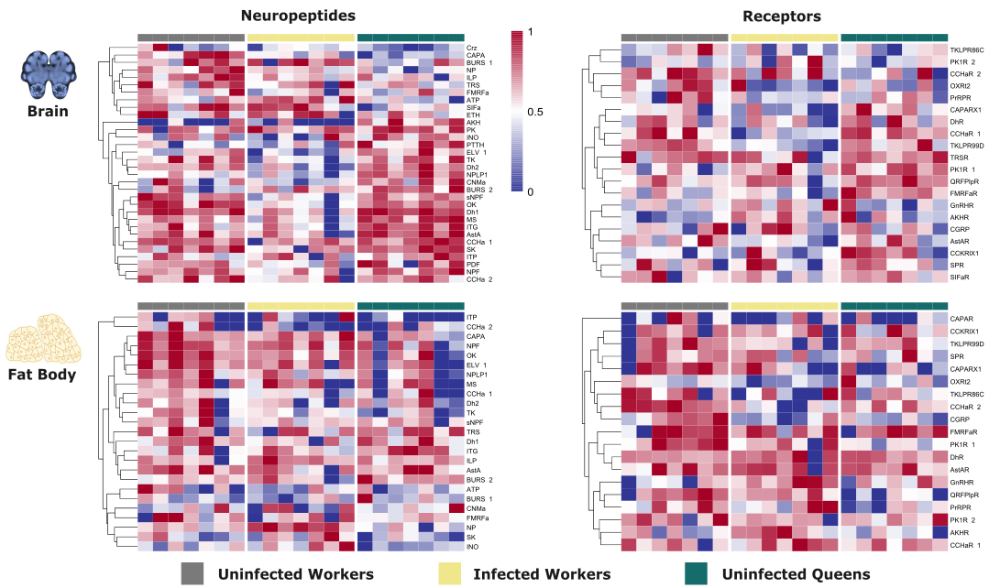 Neuropeptides
Receptors
Brain
Crz
CAPA
BURS 1
NP
ILP
TRS
FMRFa
ATP
SIFa
ETH
AKH
PK
INO
PTTH
ELV 1
TK
Dh2
NPLP1
CNMa
BURS 2
sNPF
OK
Dh1
MS
ITG
AstA
CCHa 1
SK
ITP
PDF
NPF
CCHa 2
1
0.5
0
TKLPR86C
PK1R 2
CCHaR 2
OXRl2
PrRPR
CAPARX1
DhR
CCHaR 1
TKLPR99D
TRSR
PK1R 1
QRFPlpR
FMRFaR
GnRHR
AKHR
CGRP
AstAR
CCKRlX1
SPR
SIFaR
Fat Body
ITP
CCHa 2
CAPA
NPF
OK
ELV 1
NPLP1
MS
CCHa 1
Dh2
TK
sNPF
TRS
Dh1
ITG
ILP
AstA
BURS 2
ATP
BURS 1
CNMa
FMRFa
NP
SK
INO
CAPAR
CCKRlX1
TKLPR99D
SPR
CAPARX1
OXRl2
TKLPR86C
CCHaR 2
CGRP
FMRFaR
PK1R 1
DhR
AstAR
GnRHR
QRFPlpR
PrRPR
PK1R 2
AKHR
CCHaR 1
Uninfected Workers
Infected Workers
Uninfected Queens